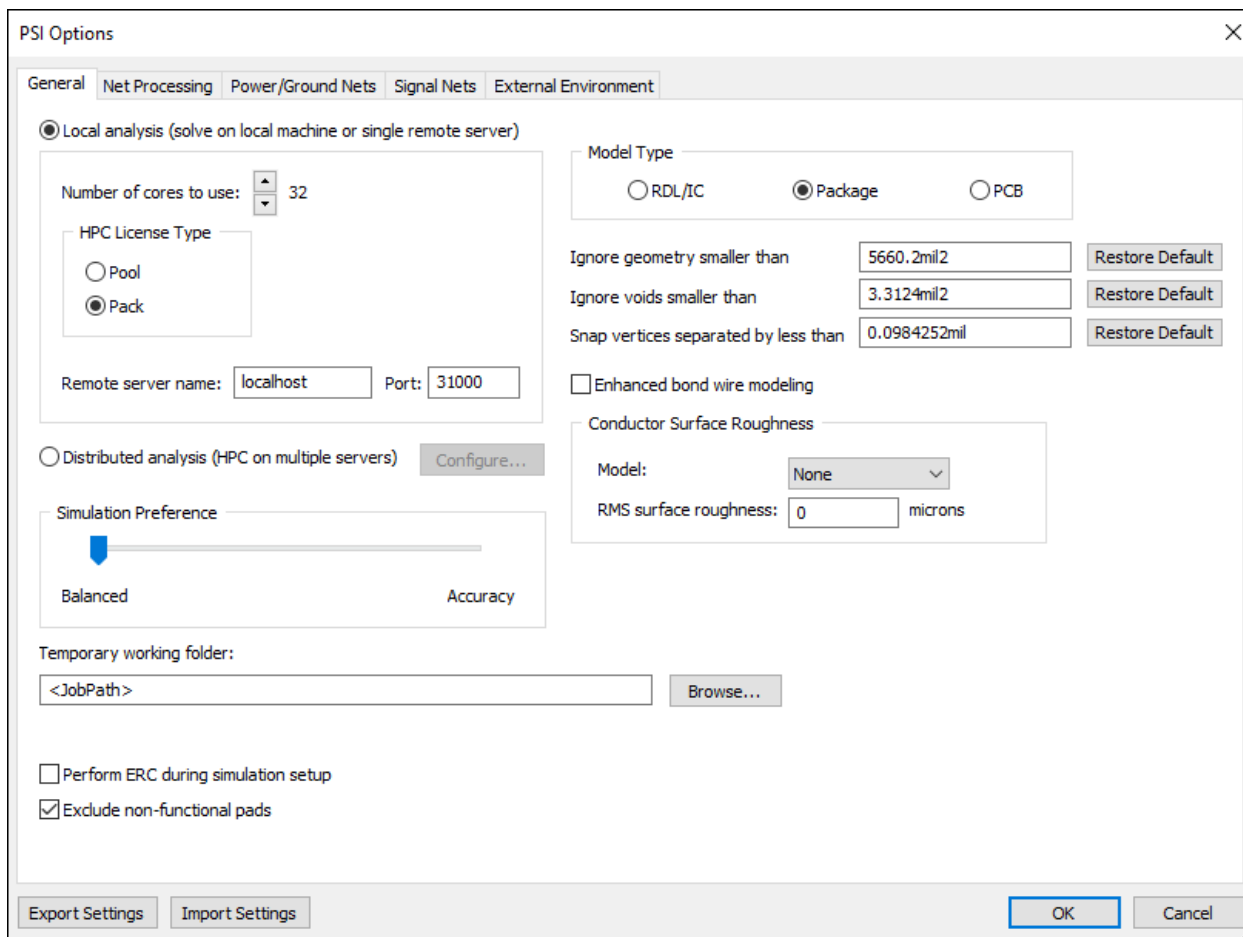 PSI Options
General Net Processing Power/Ground Nets Signal Nets External Environment
Local analysis (solve on local machine or single remote server)
Number of cores to use: 32
HPC License Type
Pool
Pack
Remote server name: localhost Port: 31000
Distributed analysis (HPC on multiple servers) Configure...
Simulation Preference
Balanced Accuracy
Model Type
RDL/IC Package PCB
Ignore geometry smaller than 5660.2mil2 Restore Default
Ignore voids smaller than 3.3124mil2 Restore Default
Snap vertices separated by less than 0.0984252mil Restore Default
Enhanced bond wire modeling
Conductor Surface Roughness
Model: None
RMS surface roughness: 0 microns
Temporary working folder:
<JobPath> Browse...
Perform ERC during simulation setup
Exclude non-functional pads
Export Settings Import Settings OK Cancel